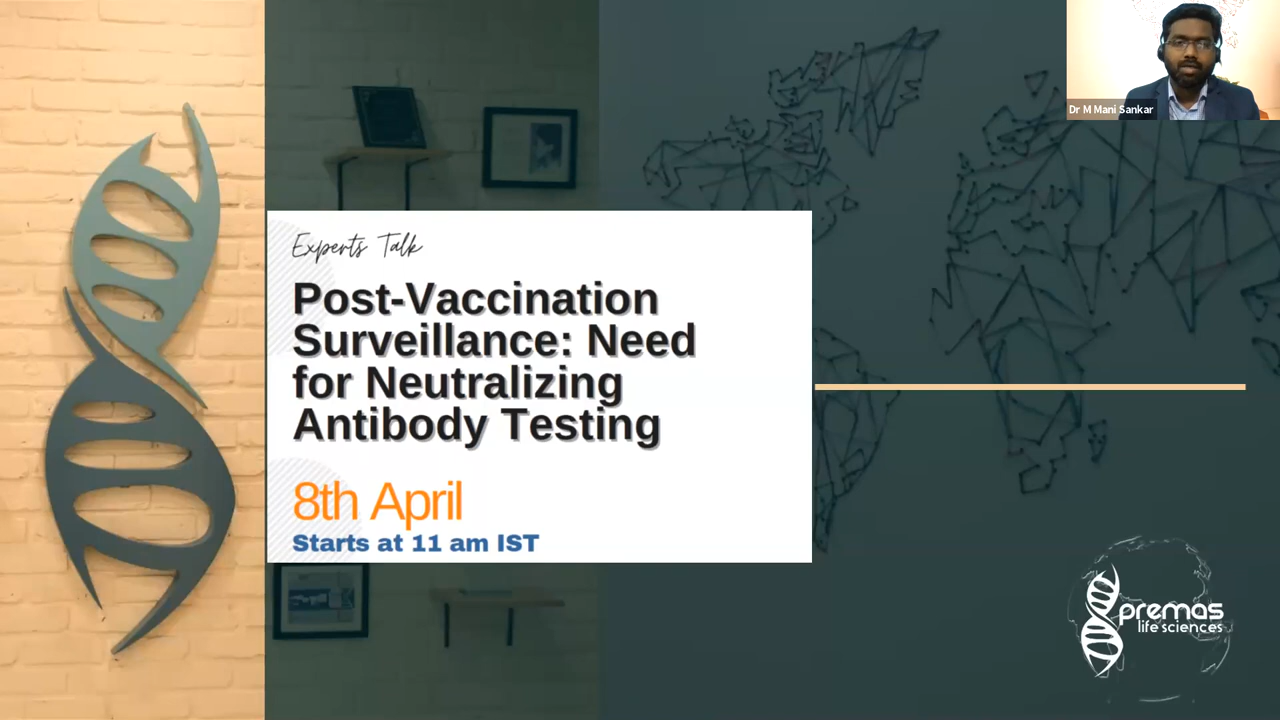 Dr M Mani Sankar
Experts Talk
Post-Vaccination
Surveillance: Need
for Neutralizing
Antibody Testing
8th April
Starts at 11 am IST
premas
life sciences